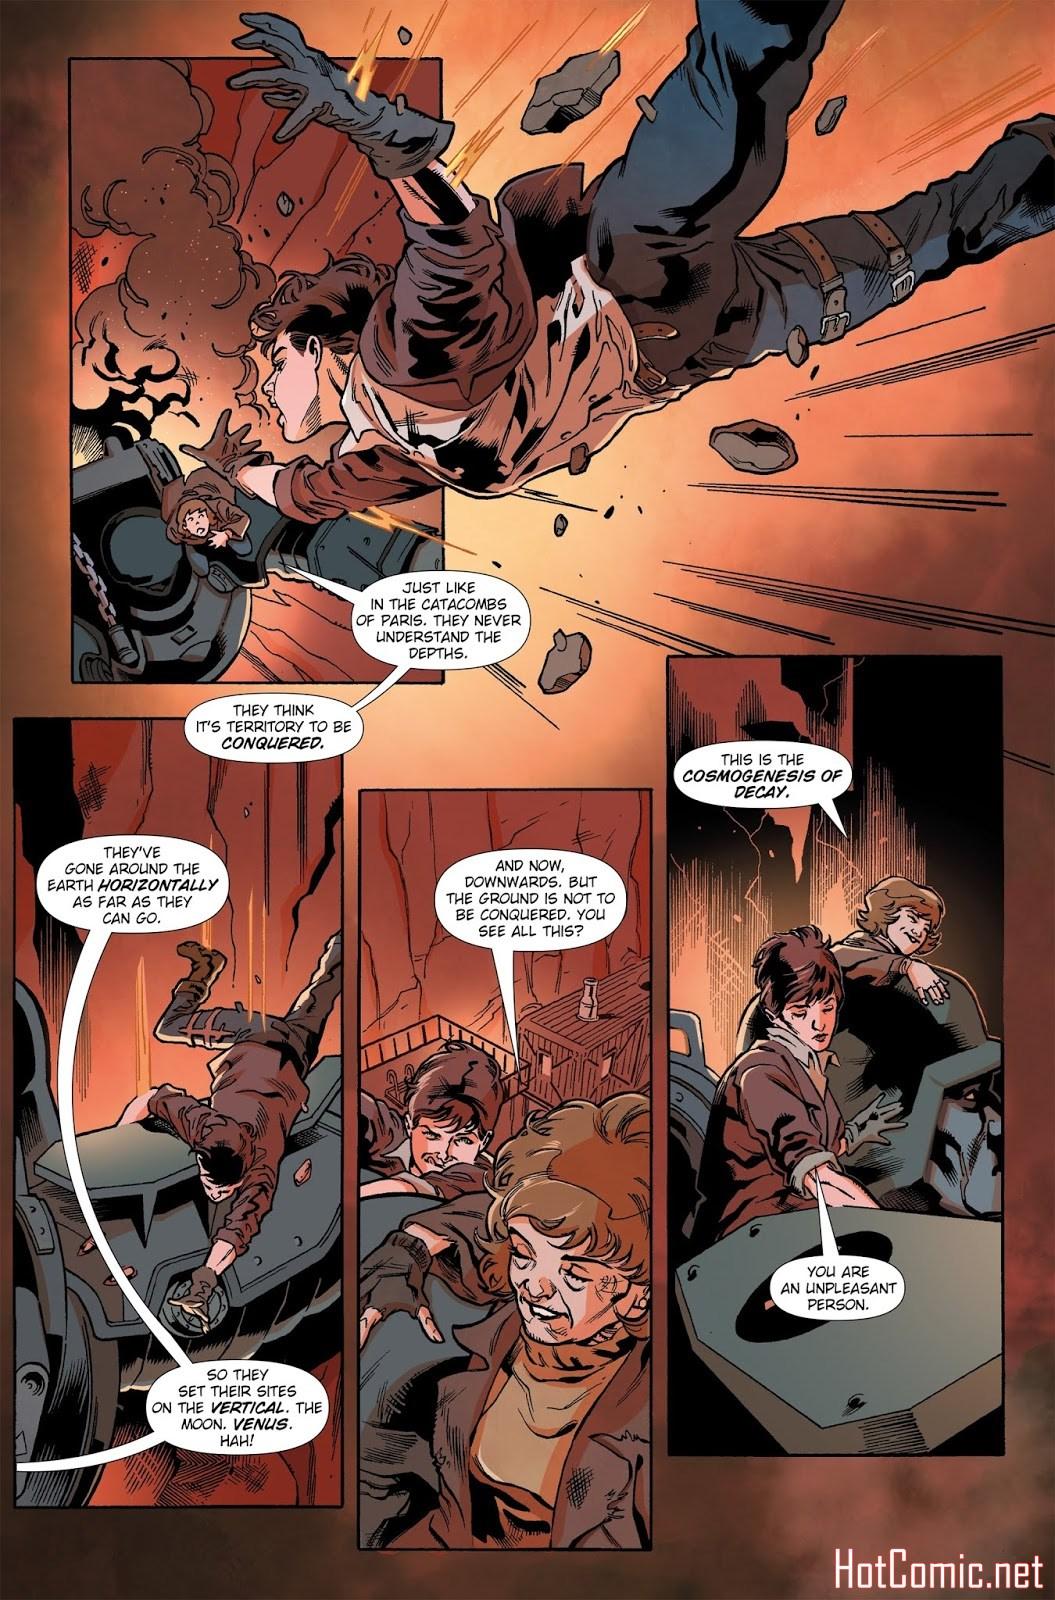 JUST LIKE
IN THE CATACOMBS
OF PARIS. THEY NEVER
UNDERSTAND THE
DEPTHS.
THEY THINK
IT'S TERRITORY TO BE
CONQUERED.
THEY'VE
GONE AROUND THE
EARTH HORIZONTALLY
AS FAR AS THEY
CAN GO.
SO THEY
SET THEIR SITES
ON THE VERTICAL. THE
MOON. VENUS.
HAH!
AND NOW,
DOWNWARDS. BUT
THE GROUND IS NOT TO
BE CONQUERED. YOU
SEE ALL THIS?
THIS IS THE
COSMOGENESIS OF
DECAY.
YOU ARE
AN UNPLEASANT
PERSON.
HotComic.net